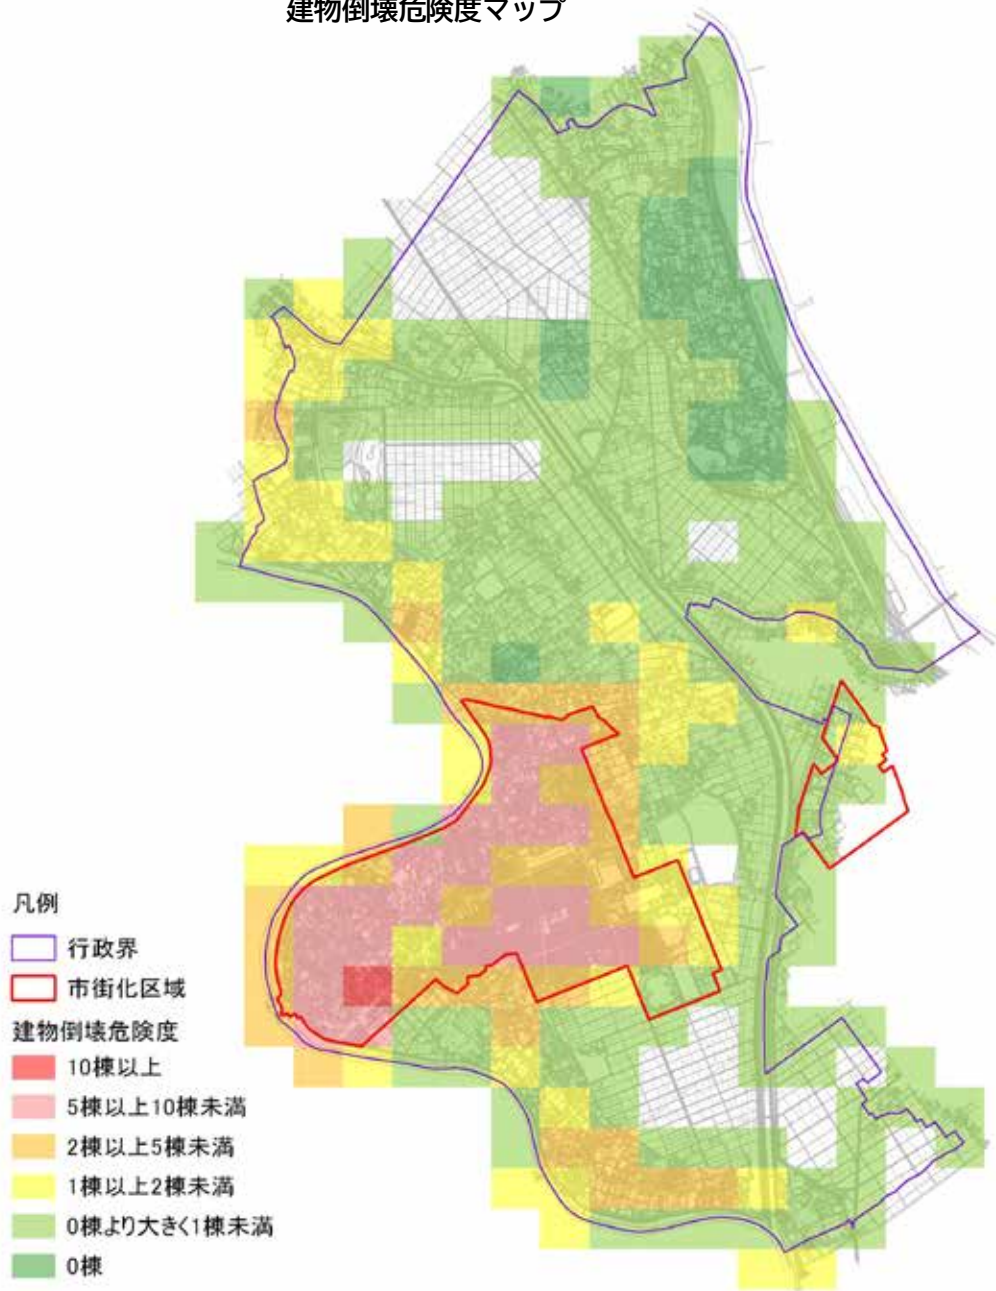 建物倒壊危険度マップ
凡例
行政界
市街化区域
建物倒壊危険度
10棟以上
5棟以上10棟未満
2棟以上5棟未満
1棟以上2棟未満
0棟より大きく1棟未満
0棟